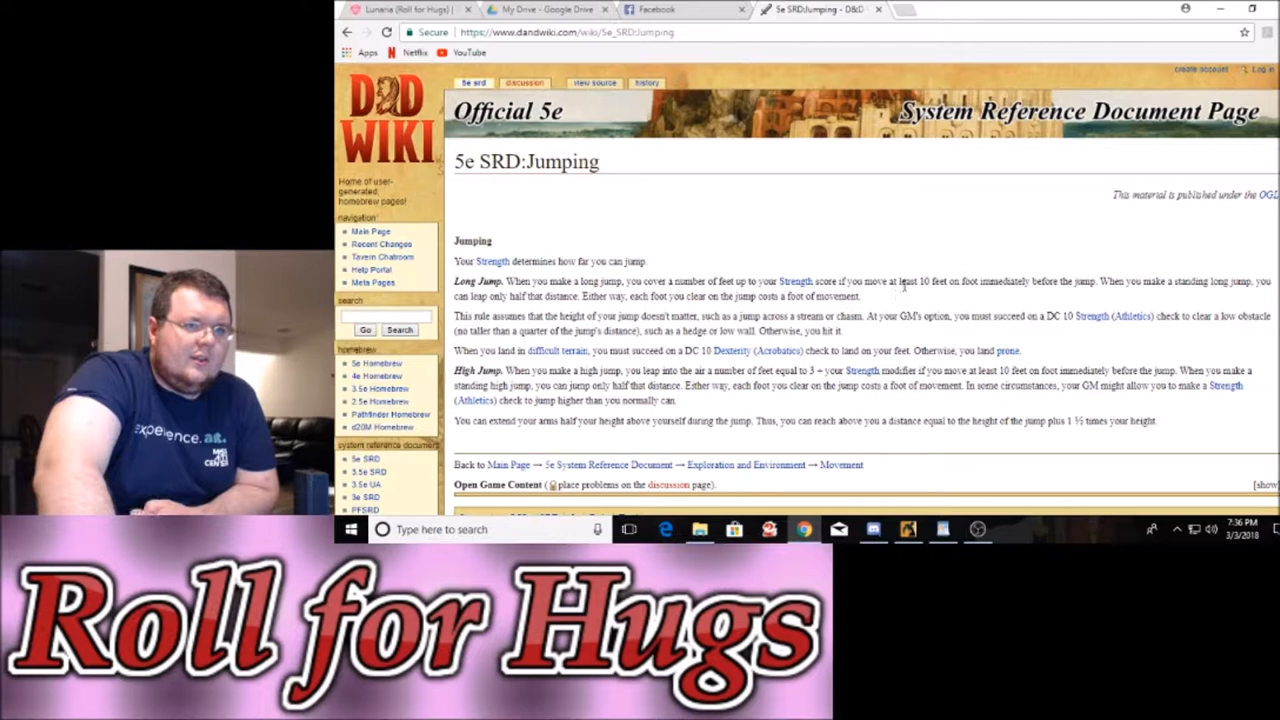 Lunaria (Roll for Hugs) |
My Drive - Google Drive
Facebook
5e SRD:Jumping - D&D
Secure https://www.dandwiki.com/wiki/5e_SRD:Jumping
Apps Netflix YouTube
create account Log in
5e srd discussion view source history
D&D
WIKI
Official 5e System Reference Document Page
5e SRD:Jumping
Home of user-
generated,
homebrew pages!
This material is published under the OGL
navigation
Main Page
Recent Changes
Tavern Chatroom
Help Portal
Meta Pages
search
Go Search
homebrew
5e Homebrew
4e Homebrew
3.5e Homebrew
2.5e Homebrew
Pathfinder Homebrew
d20M Homebrew
system reference document
5e SRD
3.5e SRD
3.5e UA
3e SRD
PFSRD
Jumping
Your Strength determines how far you can jump.
Long Jump. When you make a long jump, you cover a number of feet up to your Strength score if you move at least 10 feet on foot immediately before the jump. When you make a standing long jump, you
can leap only half that distance. Either way, each foot you clear on the jump costs a foot of movement.
This rule assumes that the height of your jump doesn't matter, such as a jump across a stream or chasm. At your GM's option, you must succeed on a DC 10 Strength (Athletics) check to clear a low obstacle
(no taller than a quarter of the jump's distance), such as a hedge or low wall. Otherwise, you hit it.
When you land in difficult terrain, you must succeed on a DC 10 Dexterity (Acrobatics) check to land on your feet. Otherwise, you land prone.
High Jump. When you make a high jump, you leap into the air a number of feet equal to 3 + your Strength modifier if you move at least 10 feet on foot immediately before the jump. When you make a
standing high jump, you can jump only half that distance. Either way, each foot you clear on the jump costs a foot of movement. In some circumstances, your GM might allow you to make a Strength
(Athletics) check to jump higher than you normally can.
You can extend your arms half your height above yourself during the jump. Thus, you can reach above you a distance equal to the height of the jump plus 1 ½ times your height.
Back to Main Page → 5e System Reference Document → Exploration and Environment → Movement
Open Game Content (place problems on the discussion page). [show
Type here to search
7:36 PM
3/3/2018
experience. at.
CENTER
Roll for Hugs